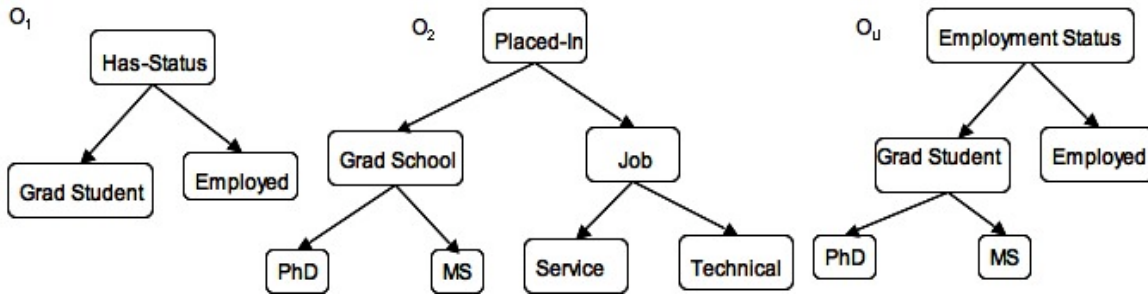 O1
Has-Status
Grad Student
Employed
O2
Placed-In
Grad School
Job
PhD
MS
Service
Technical
OU
Employment Status
Grad Student
Employed
PhD
MS